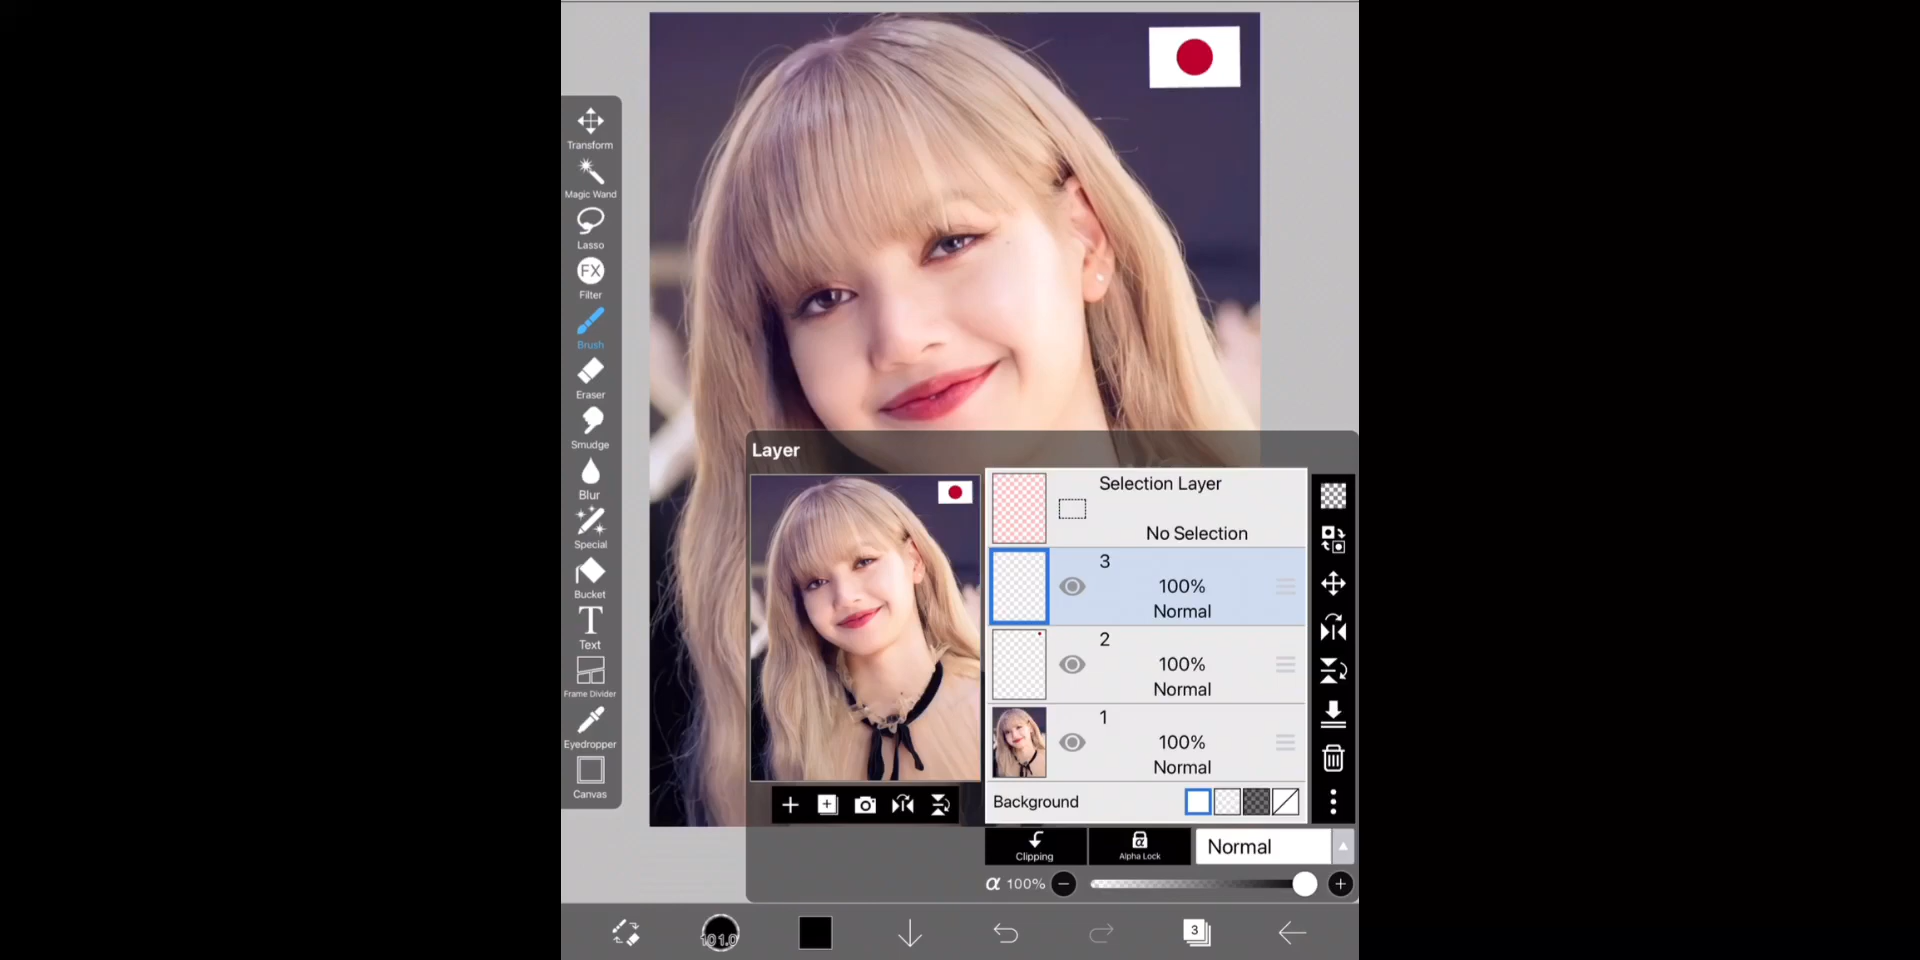 Transform
Magic Wand
Lasso
FX
Filter
Brush
Eraser
Smudge
Blur
Special
Bucket
T
Text
Frame Divider
Eyedropper
Canvas
Layer
Selection Layer
No Selection
3
100%
Normal
2
100%
Normal
1
100%
Normal
Background
Clipping
α
Alpha Lock
Normal
α 100%
101.0
3